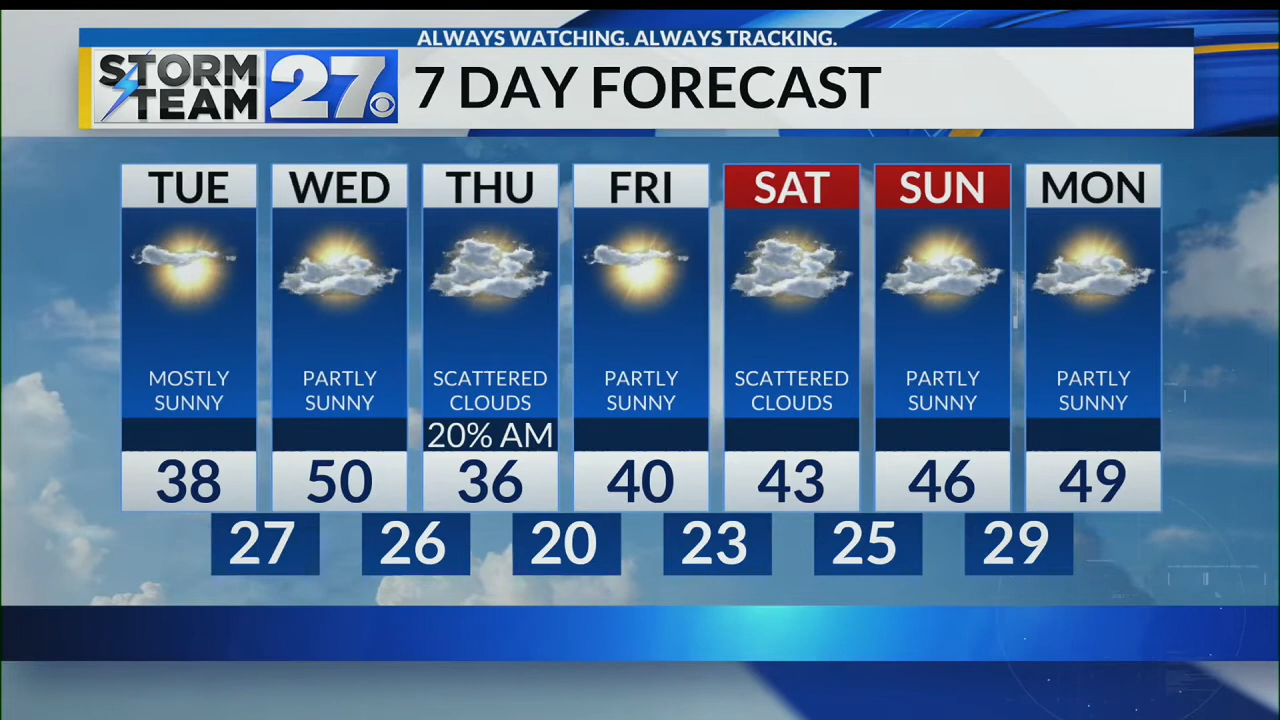 ALWAYS WATCHING. ALWAYS TRACKING.
STORM
TEAM
27
7 DAY FORECAST
TUE WED THU FRI SAT SUN MON
MOSTLY SUNNY
PARTLY SUNNY
SCATTERED CLOUDS
PARTLY SUNNY
SCATTERED CLOUDS
PARTLY SUNNY
PARTLY SUNNY
20% AM
38 50 36 40 43 46 49
27 26 20 23 25 29